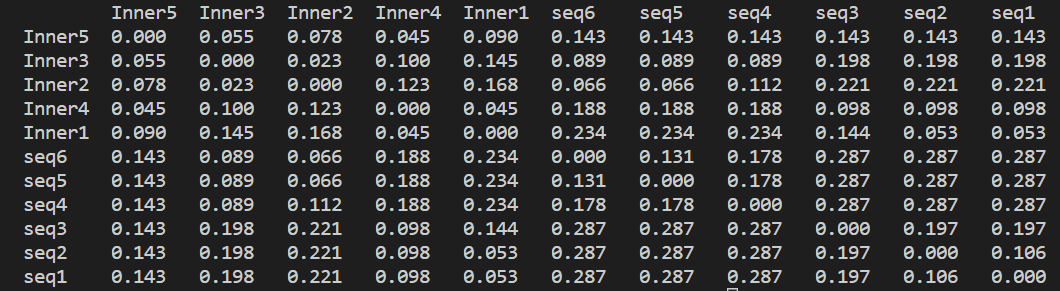 Inner5 Inner3 Inner2 Inner4 Inner1 seq6 seq5 seq4 seq3 seq2 seq1
Inner5 0.000 0.055 0.078 0.045 0.090 0.143 0.143 0.143 0.143 0.143 0.143
Inner3 0.055 0.000 0.023 0.100 0.145 0.089 0.089 0.089 0.198 0.198 0.198
Inner2 0.078 0.023 0.000 0.123 0.168 0.066 0.066 0.112 0.221 0.221 0.221
Inner4 0.045 0.100 0.123 0.000 0.045 0.188 0.188 0.188 0.098 0.098 0.098
Inner1 0.090 0.145 0.168 0.045 0.000 0.234 0.234 0.234 0.144 0.053 0.053
seq6 0.143 0.089 0.066 0.188 0.234 0.000 0.131 0.178 0.287 0.287 0.287
seq5 0.143 0.089 0.066 0.188 0.234 0.131 0.000 0.178 0.287 0.287 0.287
seq4 0.143 0.089 0.112 0.188 0.234 0.178 0.178 0.000 0.287 0.287 0.287
seq3 0.143 0.198 0.221 0.098 0.144 0.287 0.287 0.287 0.000 0.197 0.197
seq2 0.143 0.198 0.221 0.098 0.053 0.287 0.287 0.287 0.197 0.000 0.106
seq1 0.143 0.198 0.221 0.098 0.053 0.287 0.287 0.287 0.197 0.106 0.000